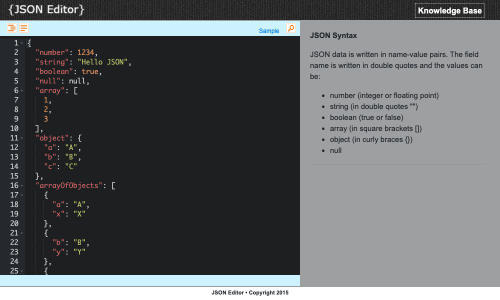 {JSON Editor}
Knowledge Base
Sample
1 {
2 "number": 1234,
3 "string": "Hello JSON",
4 "boolean": true,
5 "null": null,
6 "array": [
7 1,
8 2,
9 3
10 ],
11 "object": {
12 "a": "A",
13 "b": "B",
14 "c": "C"
15 },
16 "arrayOfObjects": [
17 {
18 "a": "A",
19 "x": "X"
20 },
21 {
22 "b": "B",
23 "y": "Y"
24 },
25 {
JSON Syntax
JSON data is written in name-value pairs. The field
name is written in double quotes and the values can
be:
• number (integer or floating point)
• string (in double quotes "")
• boolean (true or false)
• array (in square brackets [])
• object (in curly braces {})
• null
JSON Editor • Copyright 2015